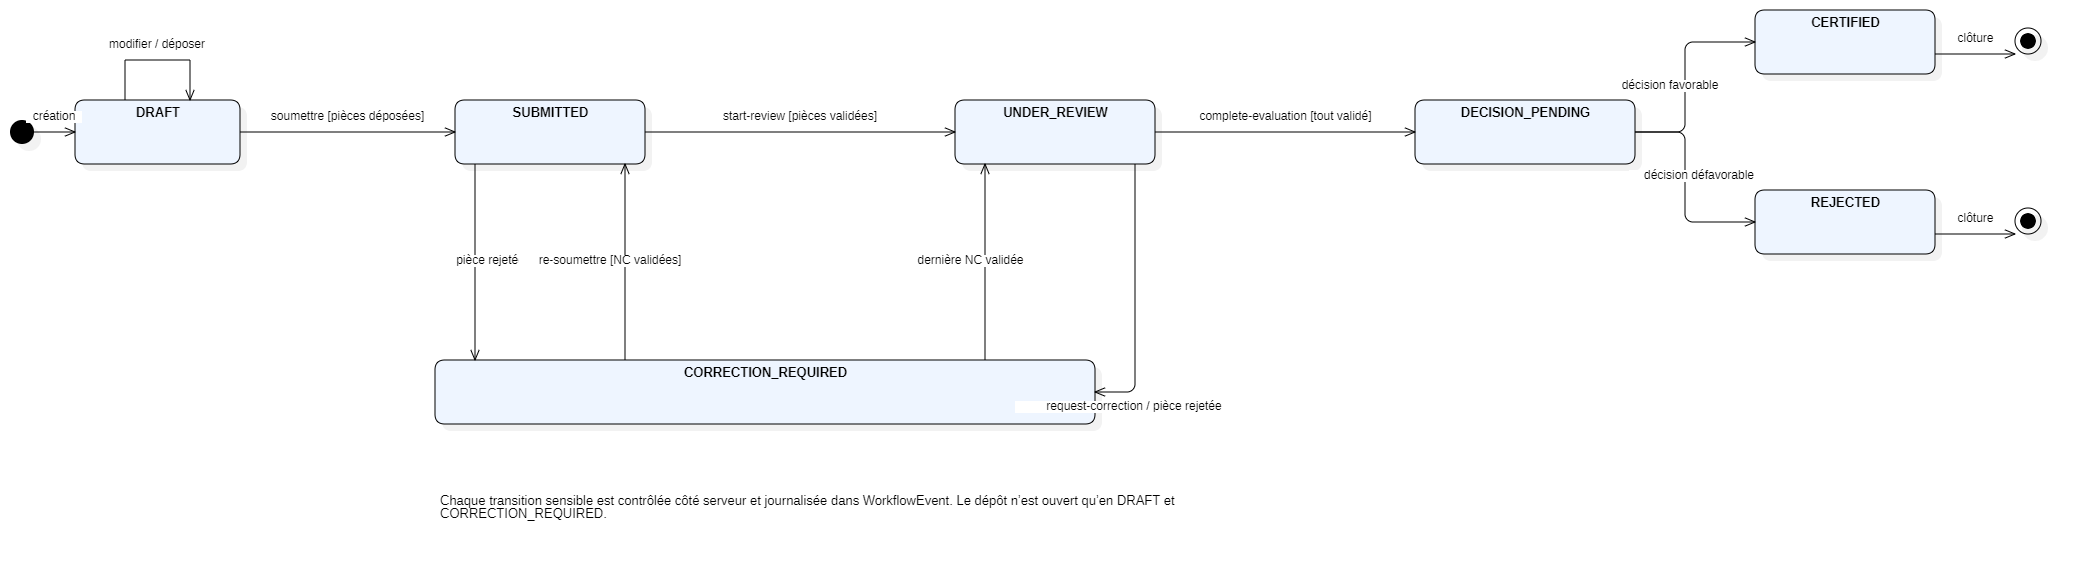 CERTIFIED
clôture
modifier / déposer
décision favorable
création
DRAFT
soumettre [pièces déposées]
SUBMITTED
start-review [pièces validées]
UNDER_REVIEW
complete-evaluation [tout validé]
DECISION_PENDING
décision défavorable
REJECTED
clôture
pièce rejeté
re-soumettre [NC validées]
dernière NC validée
CORRECTION_REQUIRED
request-correction / pièce rejetée
Chaque transition sensible est contrôlée côté serveur et journalisée dans WorkflowEvent. Le dépôt n’est ouvert qu’en DRAFT et
CORRECTION_REQUIRED.